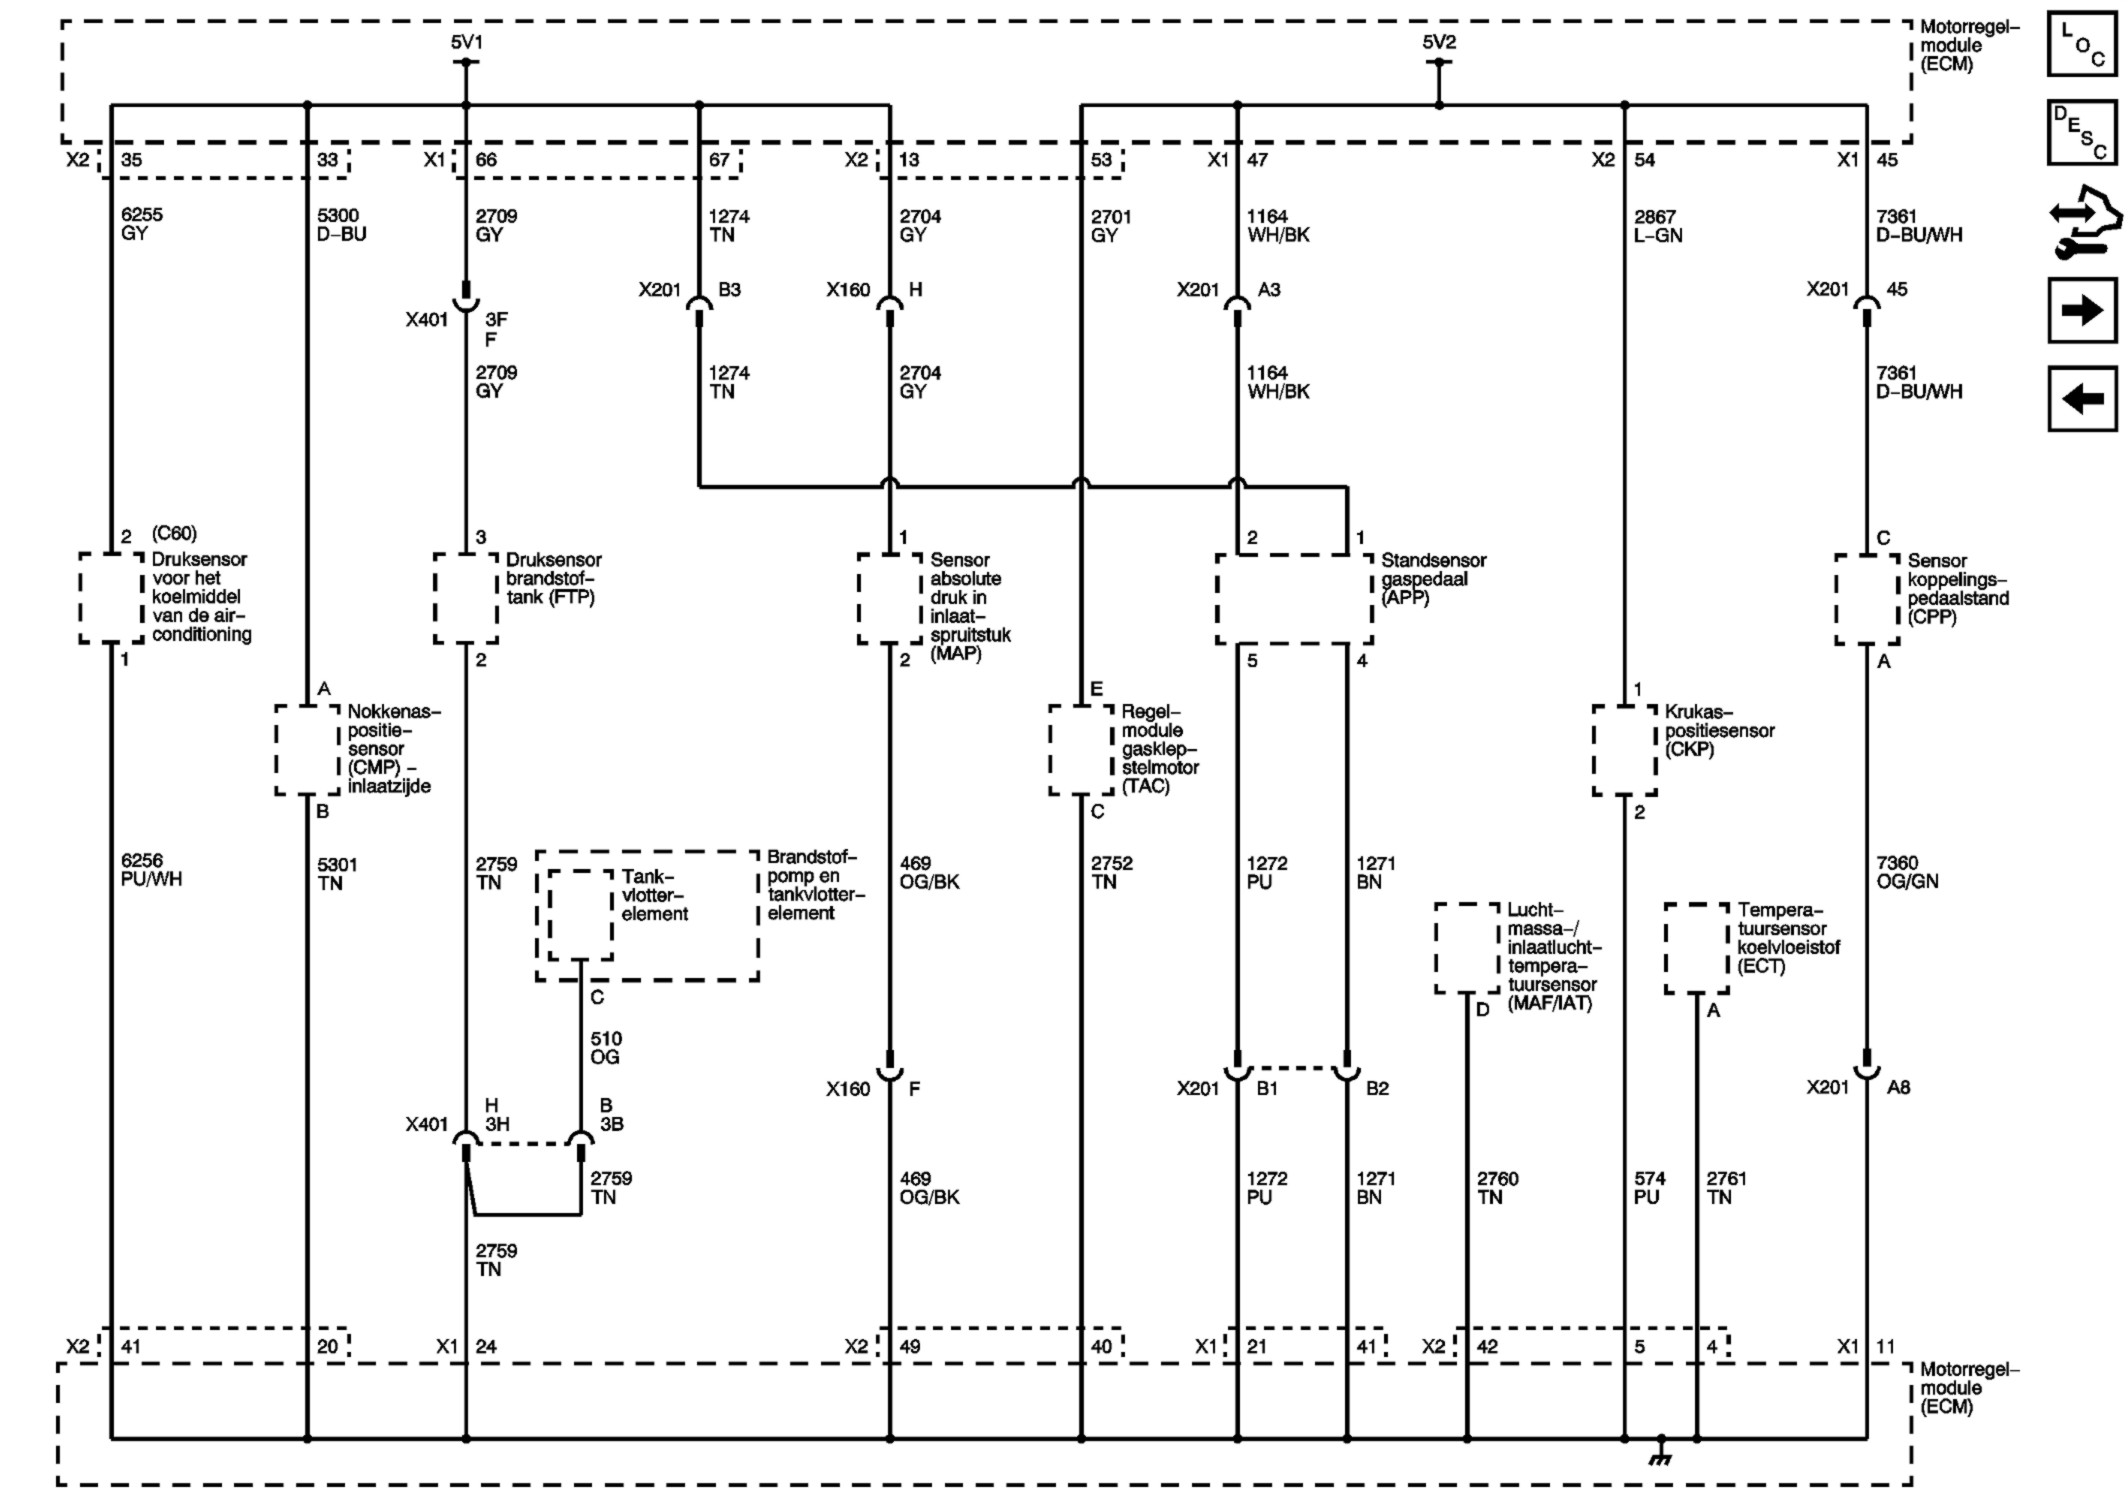 5V1
5V2
Motorregel–
module
(ECM)
L
O
C
D
E
S
C
X2
35
33
X1
66
67
X2
13
53
X1
47
X2
54
X1
45
6255
GY
5300
D–BU
2709
GY
1274
TN
2704
GY
2701
GY
1164
WH/BK
2867
L–GN
7361
D–BU/WH
X401
3F
F
X201
B3
X160
H
X201
A3
X201
45
2709
GY
1274
TN
2704
GY
1164
WH/BK
7361
D–BU/WH
2
(C60)
Druksensor
voor het
koelmiddel
van de air–
conditioning
1
3
Druksensor
brandstof–
tank (FTP)
2
1
Sensor
absolute
druk in
inlaat–
spruitstuk
(MAP)
2
2
1
Standsensor
gaspedaal
(APP)
5
4
C
Sensor
koppelings–
pedaalstand
(CPP)
A
A
Nokkenas–
positie–
sensor
(CMP) –
inlaatzijde
B
E
Regel–
module
gasklep–
stelmotor
(TAC)
C
1
Krukas–
positiesensor
(CKP)
2
6256
PU/WH
5301
TN
2759
TN
Tank–
vlotter–
element
Brandstof–
pomp en
tankvlotter–
element
C
469
OG/BK
2752
TN
1272
PU
1271
BN
7360
OG/GN
Lucht–
massa–/
inlaatlucht–
tempera–
tuursensor
(MAF/IAT)
D
Tempera–
tuursensor
koelvloeistof
(ECT)
A
510
OG
X401
H
3H
B
3B
X160
F
X201
B1
B2
X201
A8
2759
TN
469
OG/BK
1272
PU
1271
BN
2760
TN
574
PU
2761
TN
2759
TN
X2
41
20
X1
24
X2
49
40
X1
21
41
X2
42
5
4
X1
11
Motorregel–
module
(ECM)